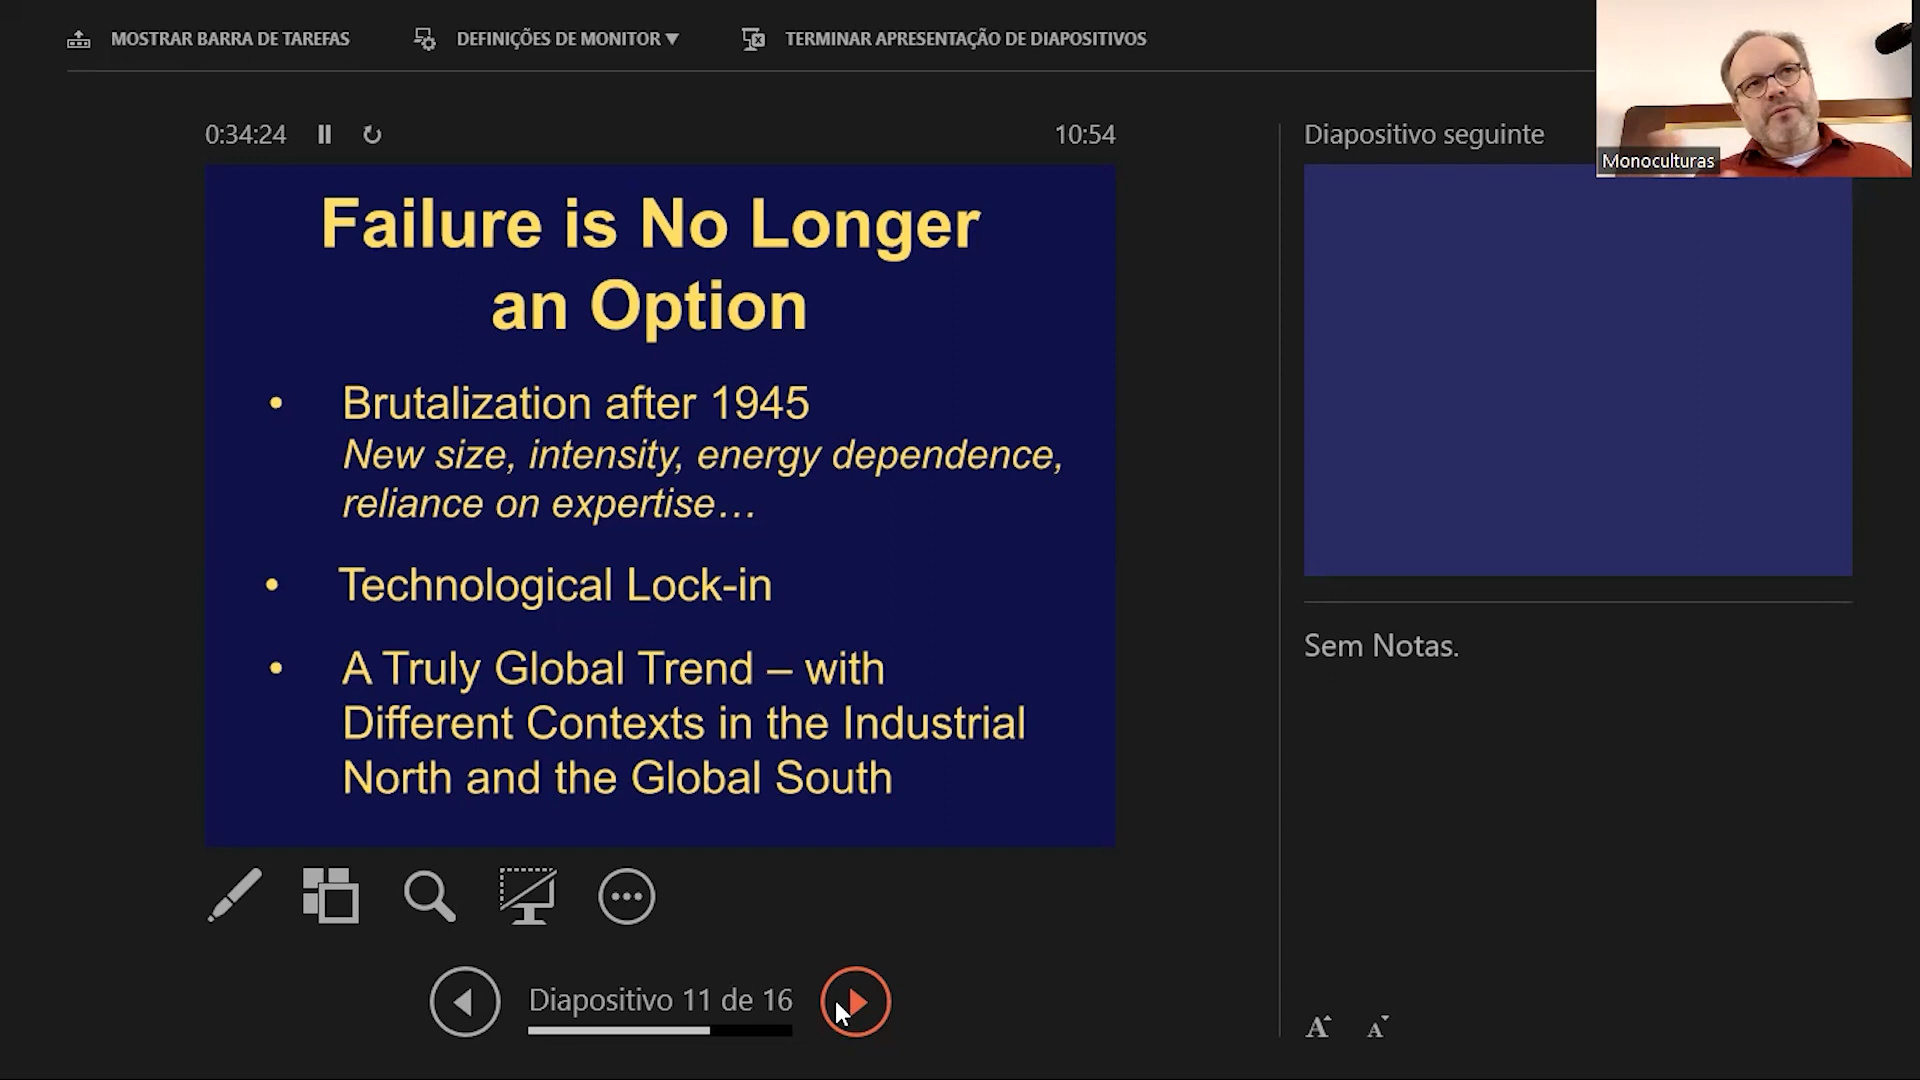 MOSTRAR BARRA DE TAREFAS
DEFINIÇÕES DE MONITOR ▼
TERMINAR APRESENTAÇÃO DE DIAPOSITIVOS
Monoculturas
0:34:24
10:54
Failure is No Longer
an Option
• Brutalization after 1945
New size, intensity, energy dependence,
reliance on expertise…
• Technological Lock-in
• A Truly Global Trend – with
Different Contexts in the Industrial
North and the Global South
Diapositivo 11 de 16
Diapositivo seguinte
Sem Notas.
A A